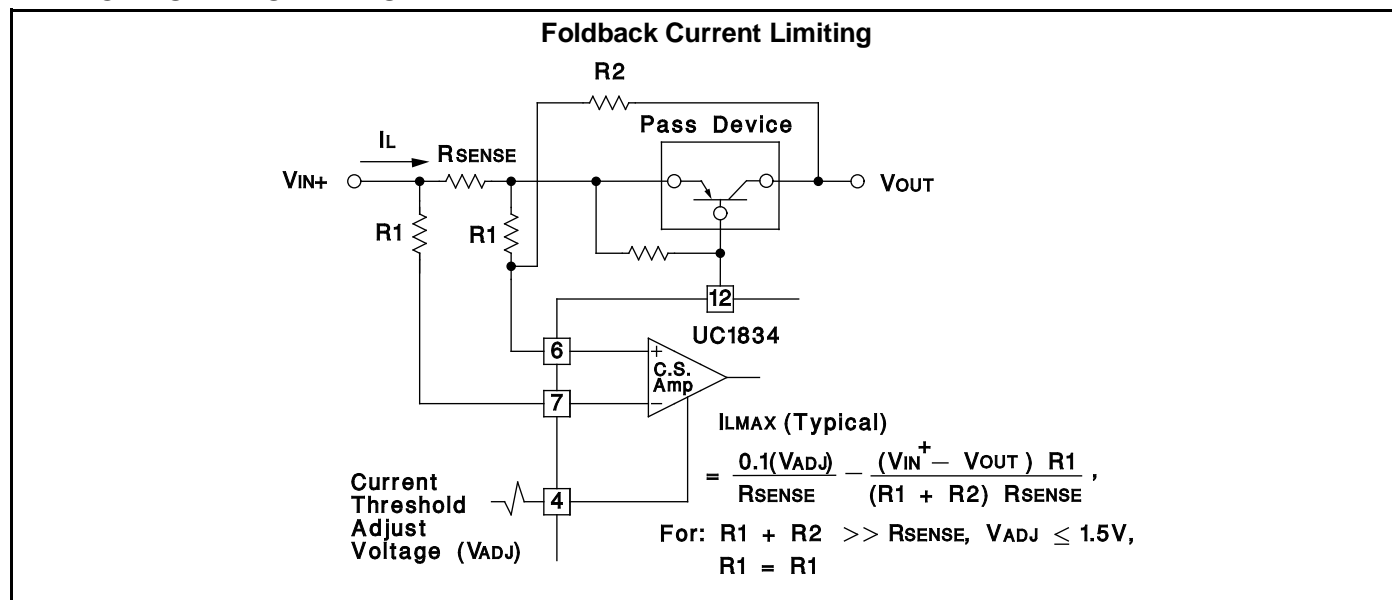 Foldback Current Limiting
R2
Pass Device
IL
RSENSE
VIN+
VOUT
R1
R1
12
UC1834
6
+
C.S.
Amp
7
−
ILMAX (Typical)
= 0.1(VADJ) / RSENSE − (VIN+ − VOUT) R1 / (R1 + R2) RSENSE ,
Current
Threshold
Adjust
Voltage (VADJ)
4
For: R1 + R2 >> RSENSE, VADJ ≤ 1.5V,
R1 = R1